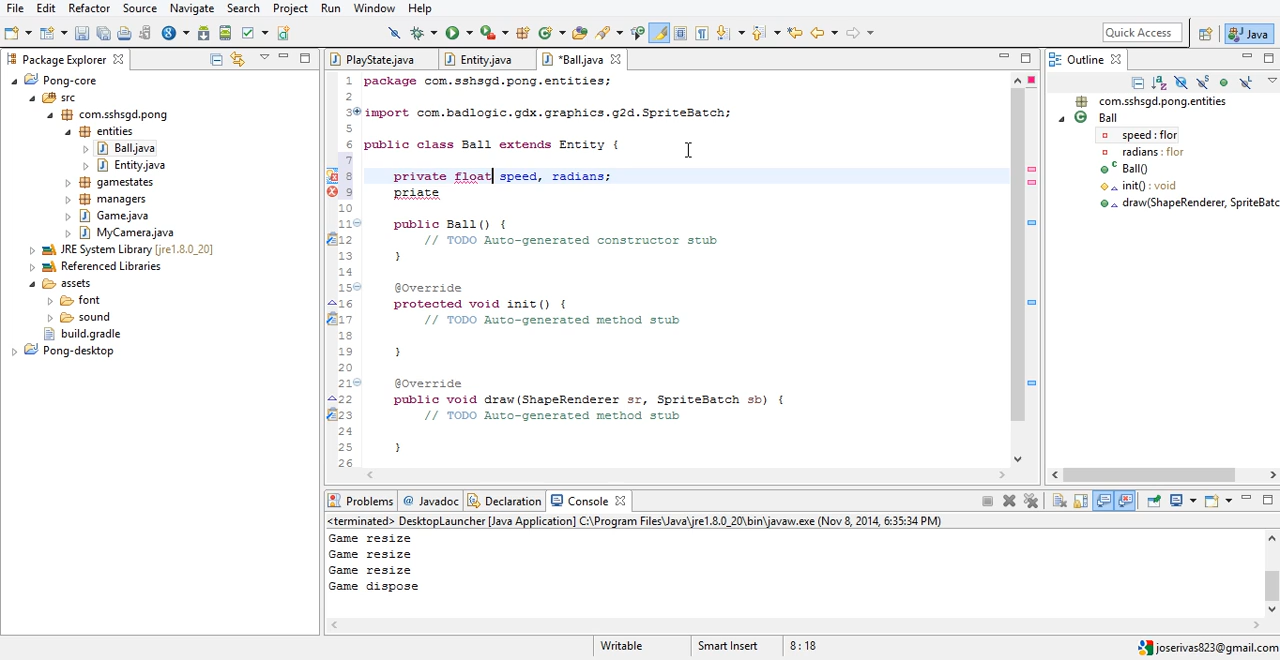 File Edit Refactor Source Navigate Search Project Run Window Help
Quick Access Java
Package Explorer
Pong-core
src
com.sshsgd.pong
entities
Ball.java
Entity.java
gamestates
managers
Game.java
MyCamera.java
JRE System Library [jre1.8.0_20]
Referenced Libraries
assets
font
sound
build.gradle
Pong-desktop
PlayState.java Entity.java *Ball.java
1 package com.sshsgd.pong.entities;
2
3 import com.badlogic.gdx.graphics.g2d.SpriteBatch;
5
6 public class Ball extends Entity {
7
8 private float speed, radians;
9 priate
10
11 public Ball() {
12 // TODO Auto-generated constructor stub
13 }
14
15 @Override
16 protected void init() {
17 // TODO Auto-generated method stub
18
19 }
20
21 @Override
22 public void draw(ShapeRenderer sr, SpriteBatch sb) {
23 // TODO Auto-generated method stub
24
25 }
26
Outline
com.sshsgd.pong.entities
Ball
speed : flor
radians : flor
Ball()
init() : void
draw(ShapeRenderer, SpriteBatc
Problems @ Javadoc Declaration Console
<terminated> DesktopLauncher [Java Application] C:\Program Files\Java\jre1.8.0_20\bin\javaw.exe (Nov 8, 2014, 6:35:34 PM)
Game resize
Game resize
Game resize
Game dispose
Writable Smart Insert 8 : 18 joserivas823@gmail.com